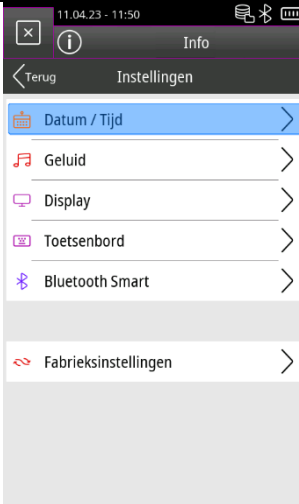 11.04.23 - 11:50
Info
Terug Instellingen
Datum / Tijd
Geluid
Display
Toetsenbord
Bluetooth Smart
Fabrieksinstellingen